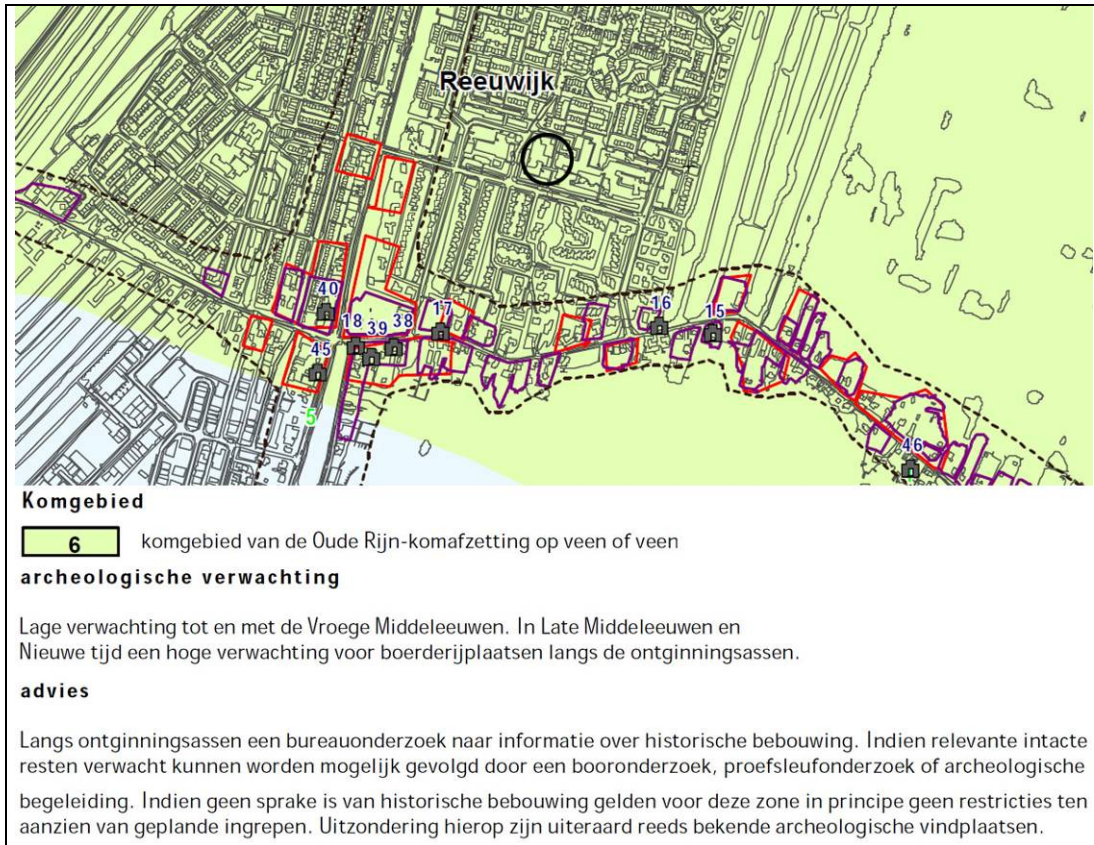 Reeuwijk
40
18
39
38
17
16
15
45
5
46
Komgebied
6 komgebied van de Oude Rijn-komafzetting op veen of veen
archeologische verwachting
Lage verwachting tot en met de Vroege Middeleeuwen. In Late Middeleeuwen en
Nieuwe tijd een hoge verwachting voor boerderijplaatsen langs de ontginningsassen.
advies
Langs ontginningsassen een bureauonderzoek naar informatie over historische bebouwing. Indien relevante intacte
resten verwacht kunnen worden mogelijk gevolgd door een booronderzoek, proefsleufonderzoek of archeologische
begeleiding. Indien geen sprake is van historische bebouwing gelden voor deze zone in principe geen restricties ten
aanzien van geplande ingrepen. Uitzondering hierop zijn uiteraard reeds bekende archeologische vindplaatsen.